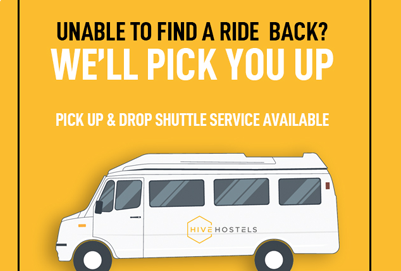 UNABLE TO FIND A RIDE BACK?
WE'LL PICK YOU UP
PICK UP & DROP SHUTTLE SERVICE AVAILABLE
HIVE HOSTELS